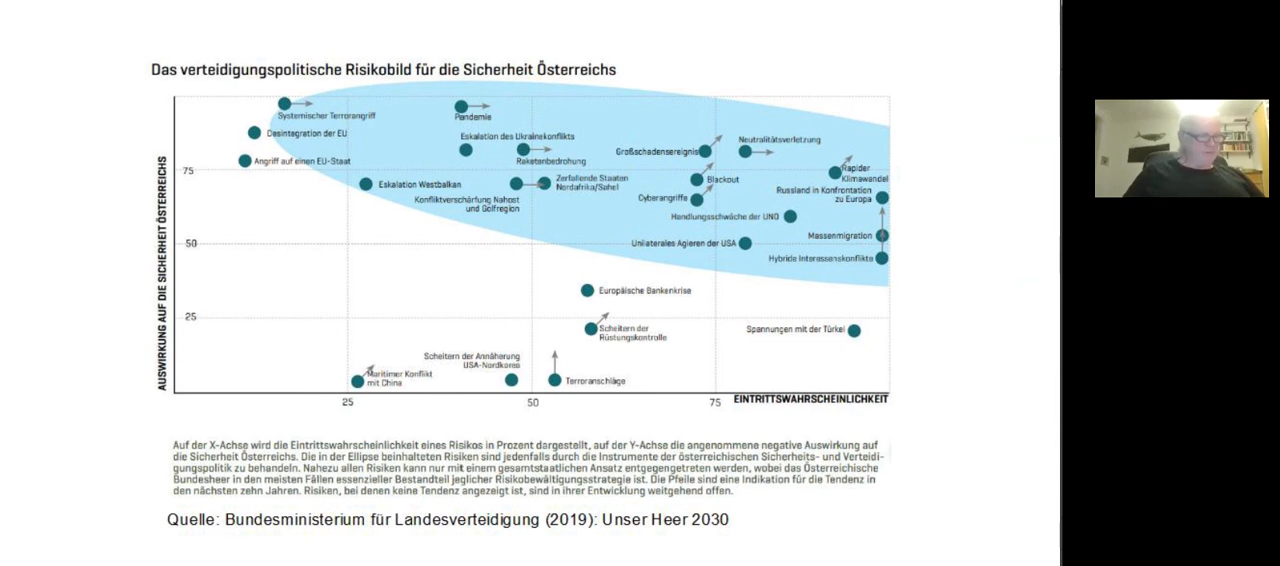 Das verteidigungspolitische Risikobild für die Sicherheit Österreichs
AUSWIRKUNG AUF DIE SICHERHEIT ÖSTERREICHS
75
50
25
Systemischer Terrorangriff
Pandemie
Desintegration der EU
Eskalation des Ukrainekonflikts
Neutralitätsverletzung
Großschadensereignis
Angriff auf einen EU-Staat
Raketenbedrohung
Rapider
Klimawandel
Eskalation Westbalkan
Zerfallende Staaten
Nordafrika/Sahel
Blackout
Russland in Konfrontation
zu Europa
Konfliktverschärfung Nahost
und Golfregion
Cyberangriffe
Handlungsschwäche der UNO
Massenmigration
Unilaterales Agieren der USA
Hybride Interessenskonflikte
Europäische Bankenkrise
Scheitern der
Rüstungskontrolle
Spannungen mit der Türkei
Scheitern der Annäherung
USA-Nordkorea
Maritimer Konflikt
mit China
Terroranschläge
25
50
75
EINTRITTSWAHRSCHEINLICHKEIT
Auf der X-Achse wird die Eintrittswahrscheinlichkeit eines Risikos in Prozent dargestellt, auf der Y-Achse die angenommene negative Auswirkung auf
die Sicherheit Österreichs. Die in der Ellipse beinhalteten Risiken sind jedenfalls durch die Instrumente der österreichischen Sicherheits- und Verteidi-
gungspolitik zu behandeln. Nahezu allen Risiken kann nur mit einem gesamtstaatlichen Ansatz entgegengetreten werden, wobei das Österreichische
Bundesheer in den meisten Fällen essenzieller Bestandteil jeglicher Risikobewältigungsstrategie ist. Die Pfeile sind eine Indikation für die Tendenz in
den nächsten zehn Jahren. Risiken, bei denen keine Tendenz angezeigt ist, sind in ihrer Entwicklung weitgehend offen.
Quelle: Bundesministerium für Landesverteidigung (2019): Unser Heer 2030